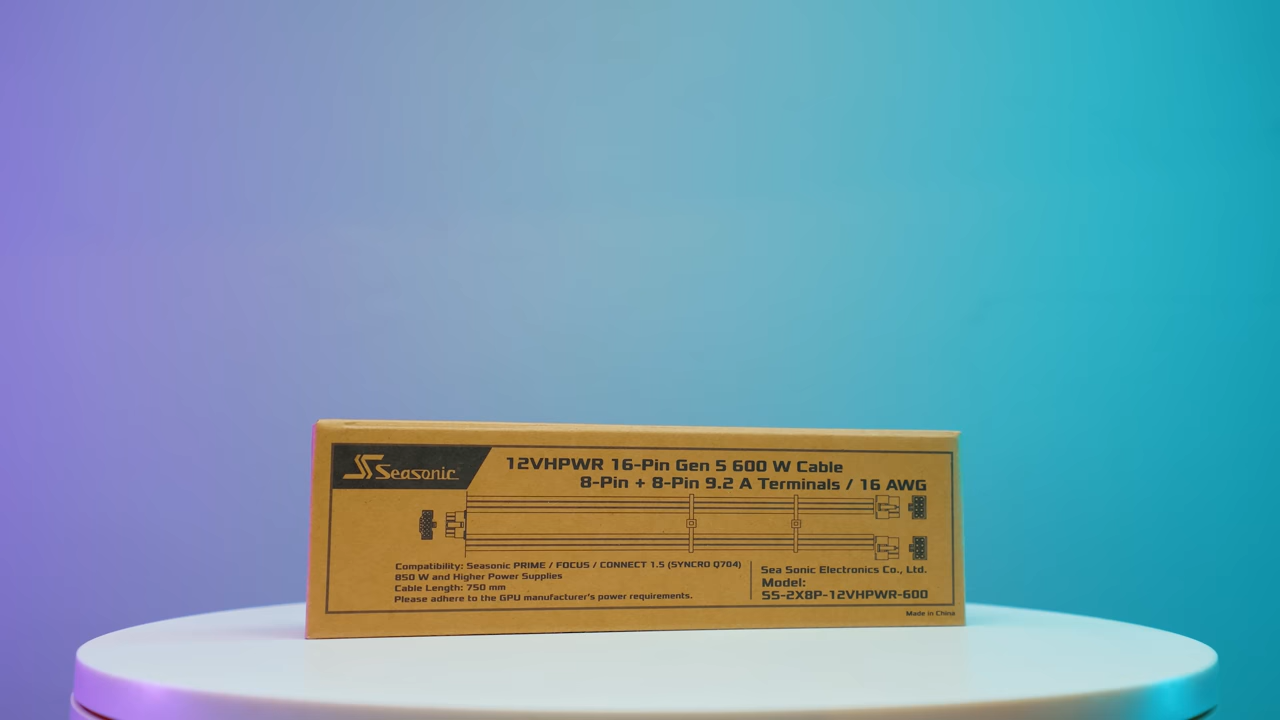 Seasonic
12VHPWR 16-Pin Gen 5 600 W Cable
8-Pin + 8-Pin 9.2 A Terminals / 16 AWG
Compatibility: Seasonic PRIME / FOCUS / CONNECT 1.5 (SYNCRO Q704)
850 W and Higher Power Supplies
Cable Length: 750 mm
Please adhere to the GPU manufacturer's power requirements.
Sea Sonic Electronics Co., Ltd.
Model:
SS-2X8P-12VHPWR-600
Made in China